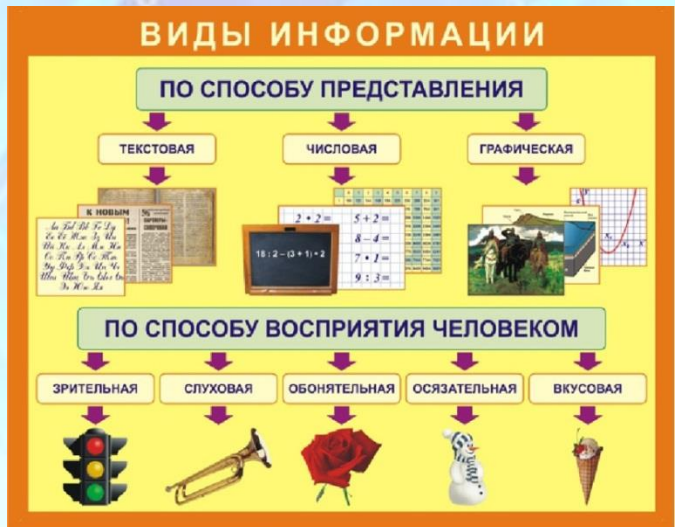 ВИДЫ ИНФОРМАЦИИ
ПО СПОСОБУ ПРЕДСТАВЛЕНИЯ
ТЕКСТОВАЯ
ЧИСЛОВАЯ
ГРАФИЧЕСКАЯ
К НОВЫМ
2 • 2 =
5 + 2 =
8 – 4 =
7 • 1 =
9 : 3 =
18 : 2 – (3 + 1) • 2
ПО СПОСОБУ ВОСПРИЯТИЯ ЧЕЛОВЕКОМ
ЗРИТЕЛЬНАЯ
СЛУХОВАЯ
ОБОНЯТЕЛЬНАЯ
ОСЯЗАТЕЛЬНАЯ
ВКУСОВАЯ